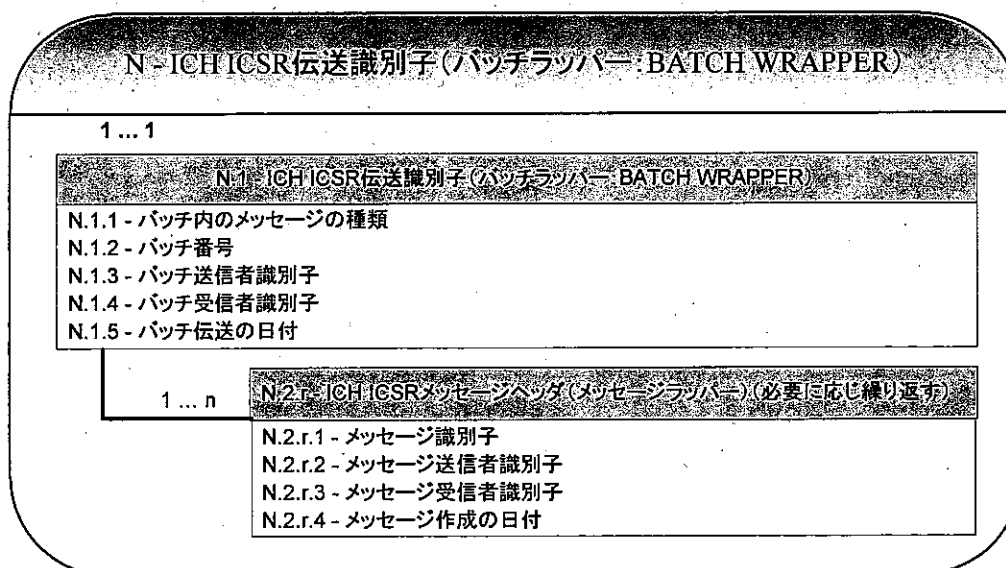 N - ICH ICSR伝送識別子(バッチラッパー:BATCH WRAPPER)
1 ... 1
N.1 - ICH ICSR伝送識別子(バッチラッパー:BATCH WRAPPER)
N.1.1 - バッチ内のメッセージの種類
N.1.2 - バッチ番号
N.1.3 - バッチ送信者識別子
N.1.4 - バッチ受信者識別子
N.1.5 - バッチ伝送の日付
1 ... n
N.2.r - ICH ICSRメッセージヘッダ(メッセージラッパー)(必要に応じ繰り返す)
N.2.r.1 - メッセージ識別子
N.2.r.2 - メッセージ送信者識別子
N.2.r.3 - メッセージ受信者識別子
N.2.r.4 - メッセージ作成の日付